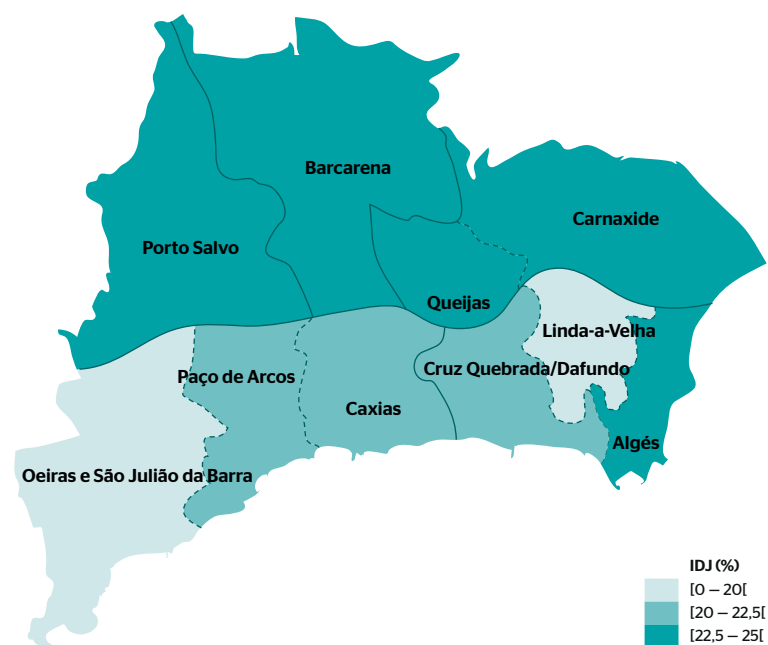 Barcarena
Carnaxide
Porto Salvo
Queijas
Linda-a-Velha
Cruz Quebrada/Dafundo
Paço de Arcos
Caxias
Algés
Oeiras e São Julião da Barra
IDJ (%)
[0 – 20[
[20 – 22,5[
[22,5 – 25[